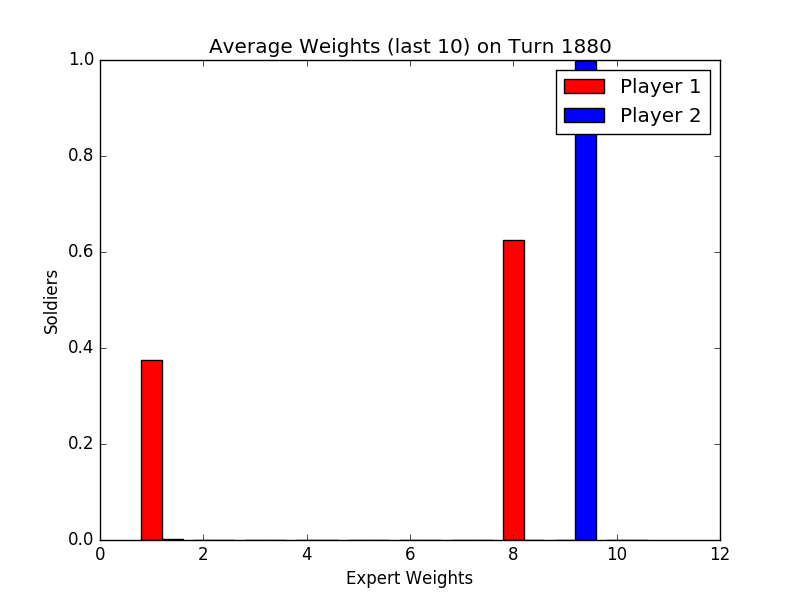 Average Weights (last 10) on Turn 1880
1.0
0.8
0.6
0.4
0.2
0.0
Soldiers
Player 1
Player 2
0 2 4 6 8 10 12
Expert Weights